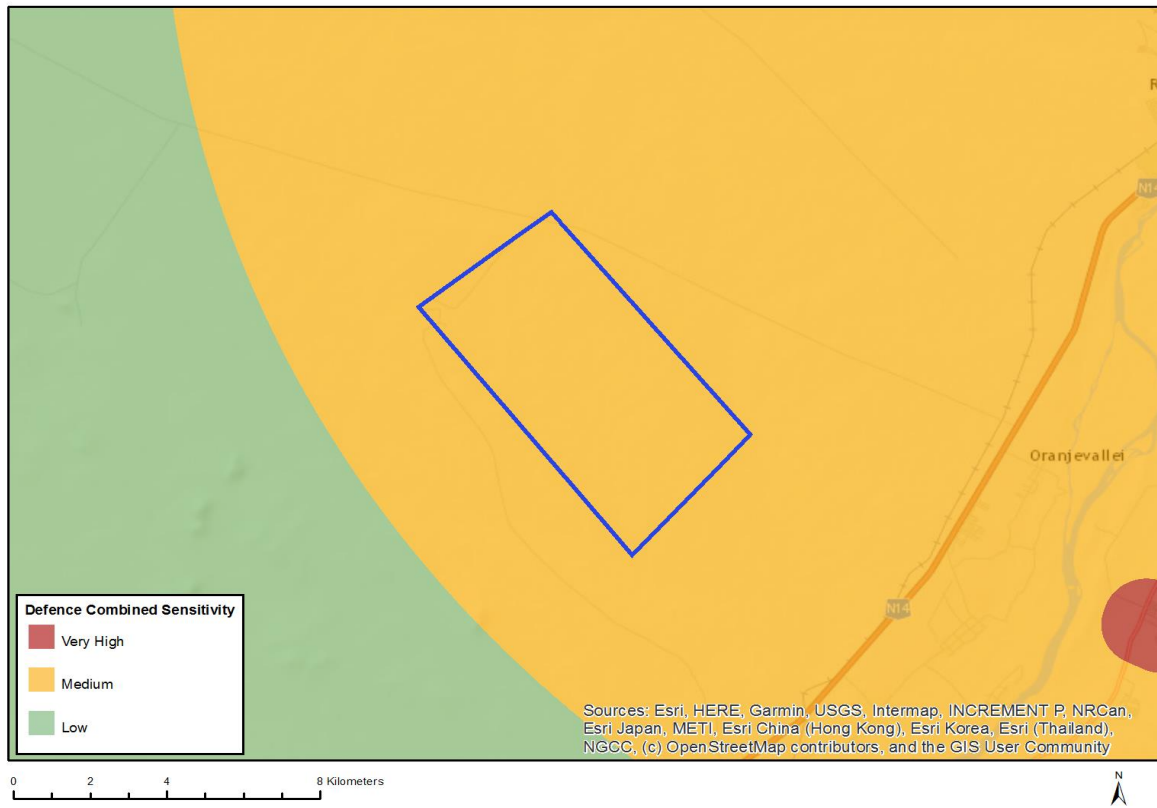 R
N14
Oranjevallei
N14
Defence Combined Sensitivity
Very High
Medium
Low
Sources: Esri, HERE, Garmin, USGS, Intermap, INCREMENT P, NRCan,
Esri Japan, METI, Esri China (Hong Kong), Esri Korea, Esri (Thailand),
NGCC, (c) OpenStreetMap contributors, and the GIS User Community
0 2 4 8 Kilometers
N